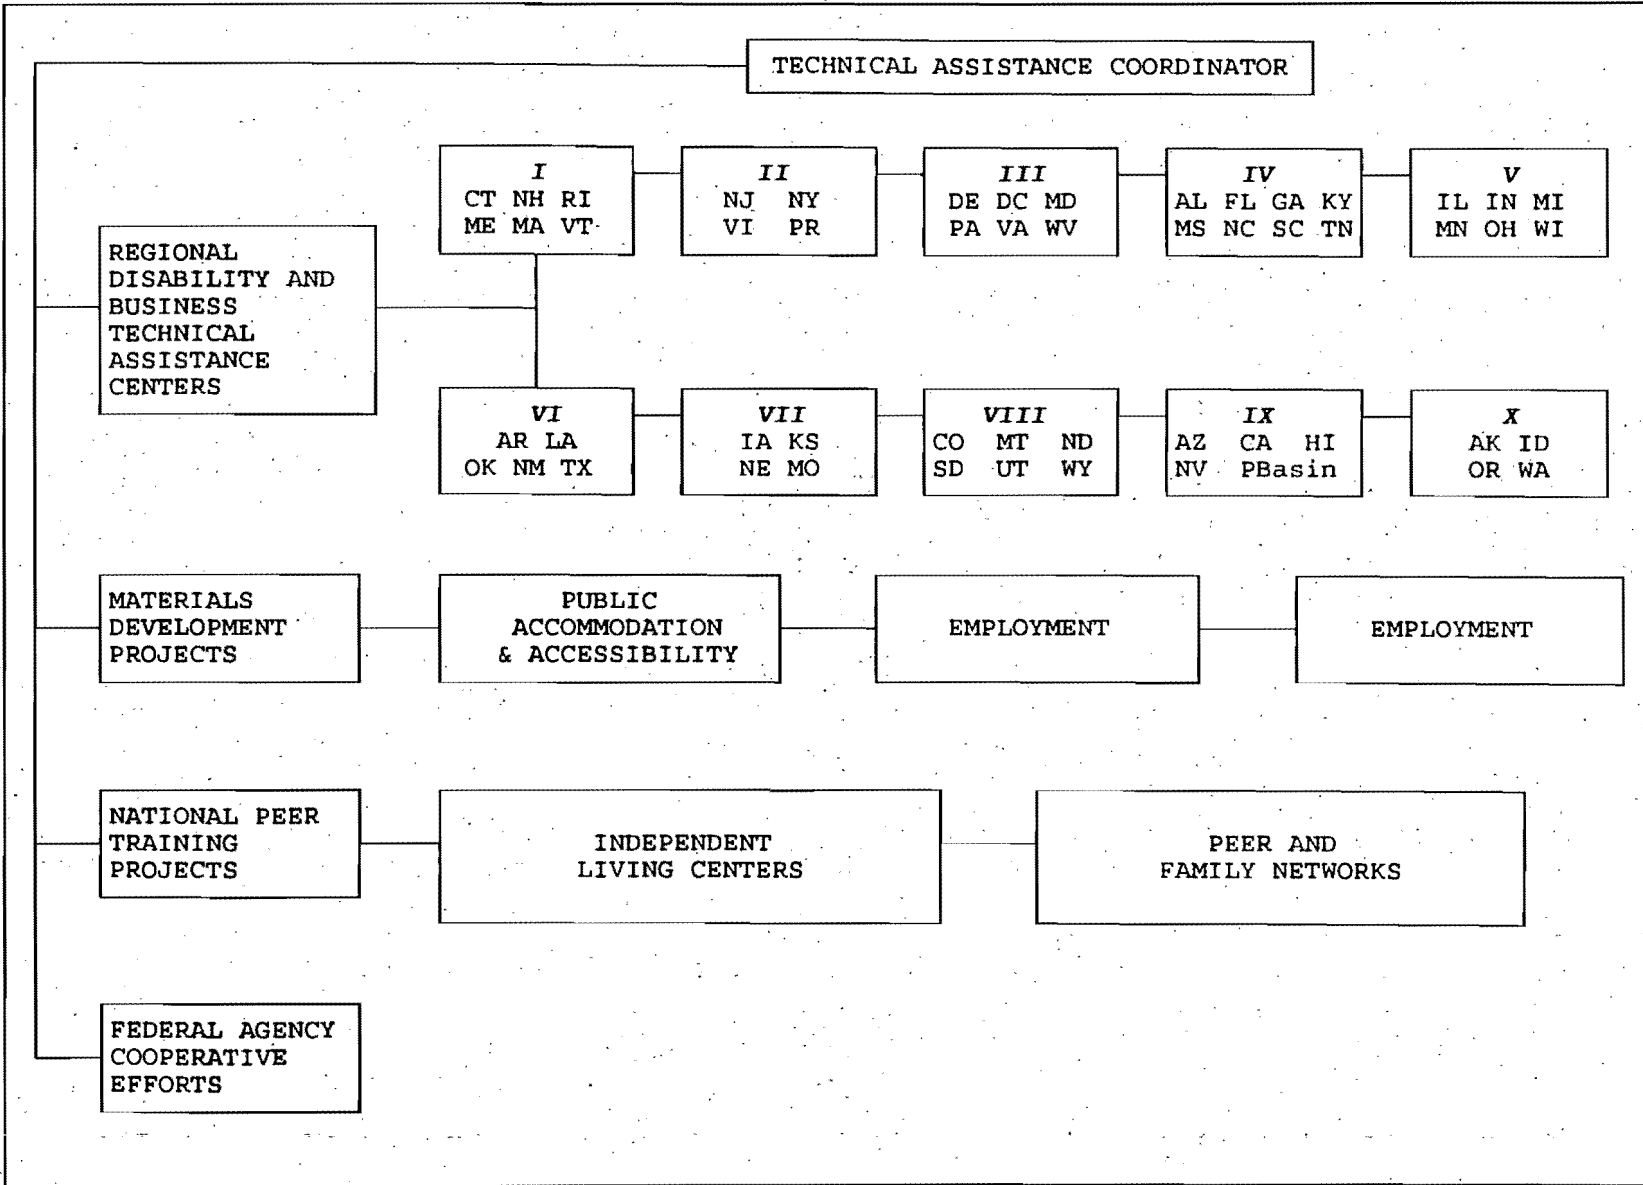 TECHNICAL ASSISTANCE COORDINATOR
REGIONAL
DISABILITY AND
BUSINESS
TECHNICAL
ASSISTANCE
CENTERS
I
CT NH RI
ME MA VT
II
NJ NY
VI PR
III
DE DC MD
PA VA WV
IV
AL FL GA KY
MS NC SC TN
V
IL IN MI
MN OH WI
VI
AR LA
OK NM TX
VII
IA KS
NE MO
VIII
CO MT ND
SD UT WY
IX
AZ CA HI
NV PBasin
X
AK ID
OR WA
MATERIALS
DEVELOPMENT
PROJECTS
PUBLIC
ACCOMMODATION
& ACCESSIBILITY
EMPLOYMENT
EMPLOYMENT
NATIONAL PEER
TRAINING
PROJECTS
INDEPENDENT
LIVING CENTERS
PEER AND
FAMILY NETWORKS
FEDERAL AGENCY
COOPERATIVE
EFFORTS